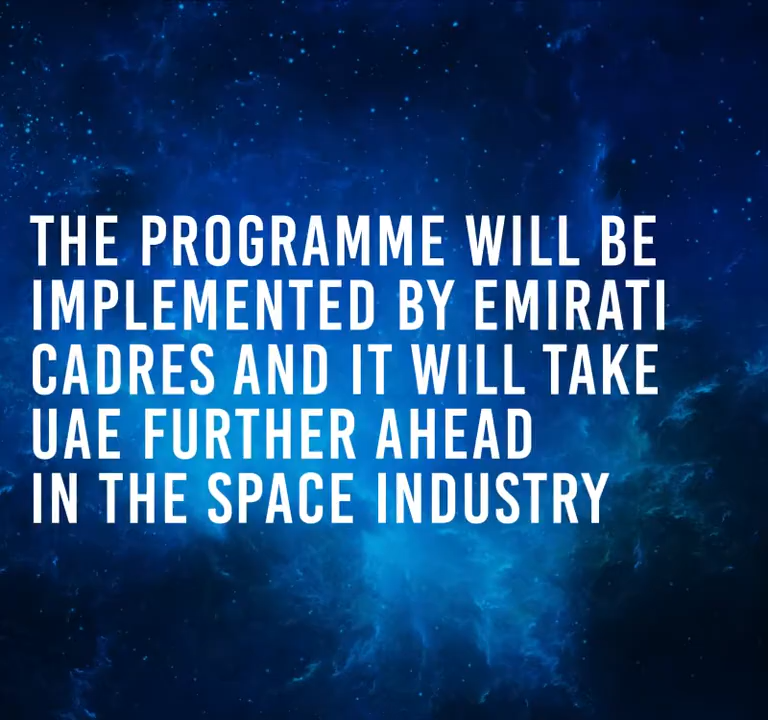 THE PROGRAMME WILL BE
IMPLEMENTED BY EMIRATI
CADRES AND IT WILL TAKE
UAE FURTHER AHEAD
IN THE SPACE INDUSTRY